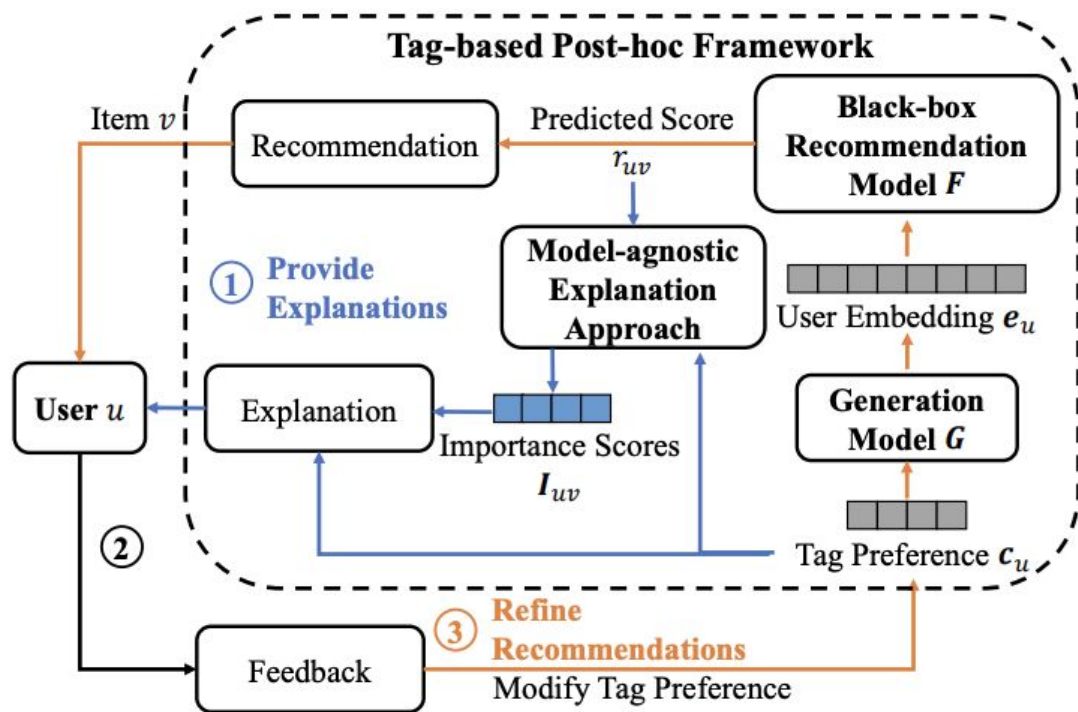 Tag-based Post-hoc Framework
Item v
Recommendation
Predicted Score
r_uv
Black-box
Recommendation
Model F
① Provide
Explanations
Model-agnostic
Explanation
Approach
User Embedding e_u
User u
Explanation
Importance Scores
I_uv
Generation
Model G
②
Tag Preference c_u
③ Refine
Recommendations
Feedback
Modify Tag Preference